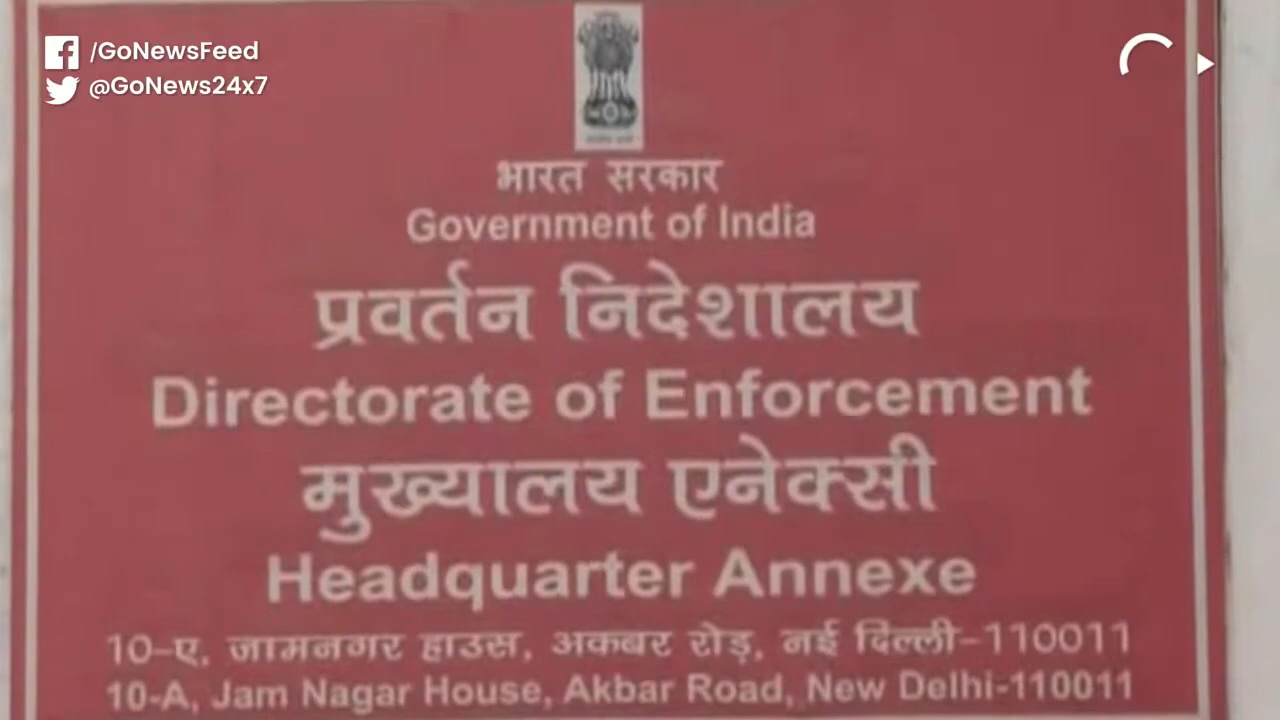 /GoNewsFeed
@GoNews24x7
भारत सरकार
Government of India
प्रवर्तन निदेशालय
Directorate of Enforcement
मुख्यालय एनेक्सी
Headquarter Annexe
10–ए, जामनगर हाउस, अकबर रोड़, नई दिल्ली–110011
10-A, Jam Nagar House, Akbar Road, New Delhi-110011